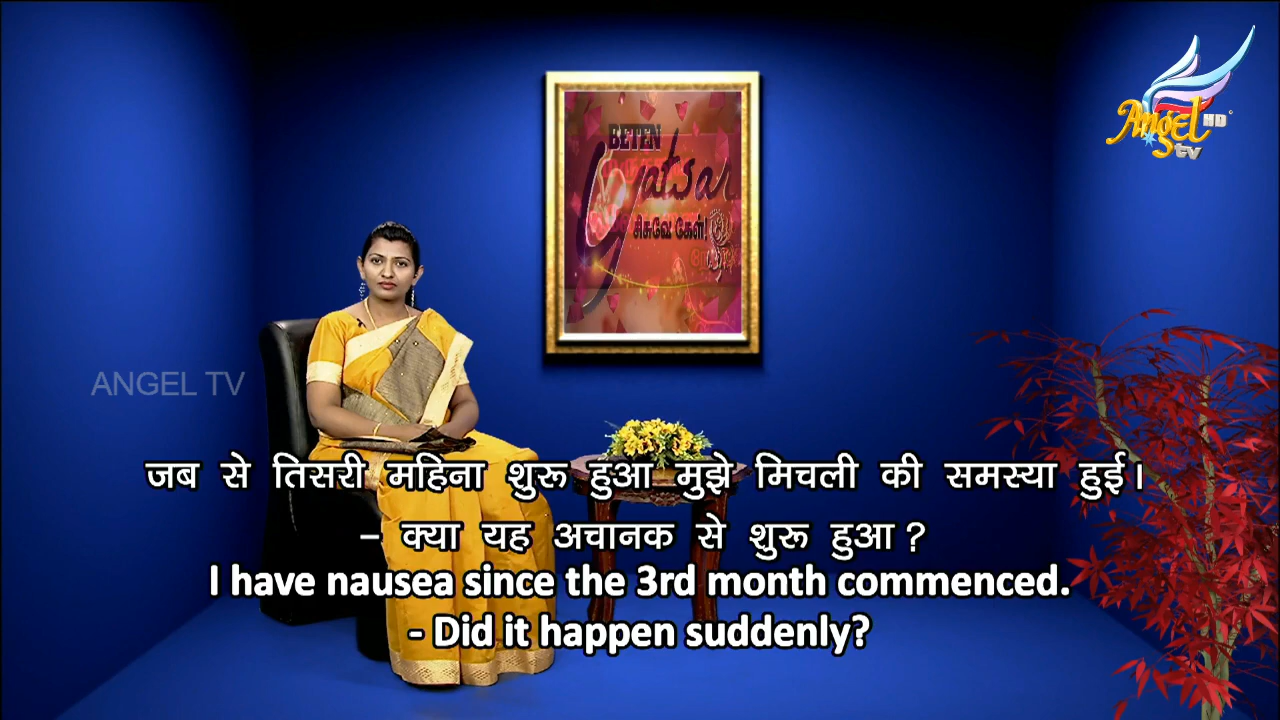 Angel HD
tv
BETEN
yatsar
சிசுவே கேள்!
ANGEL TV
जब से तिसरी महिना शुरू हुआ मुझे मिचली की समस्या हुई।
– क्या यह अचानक से शुरू हुआ ?
I have nausea since the 3rd month commenced.
- Did it happen suddenly?